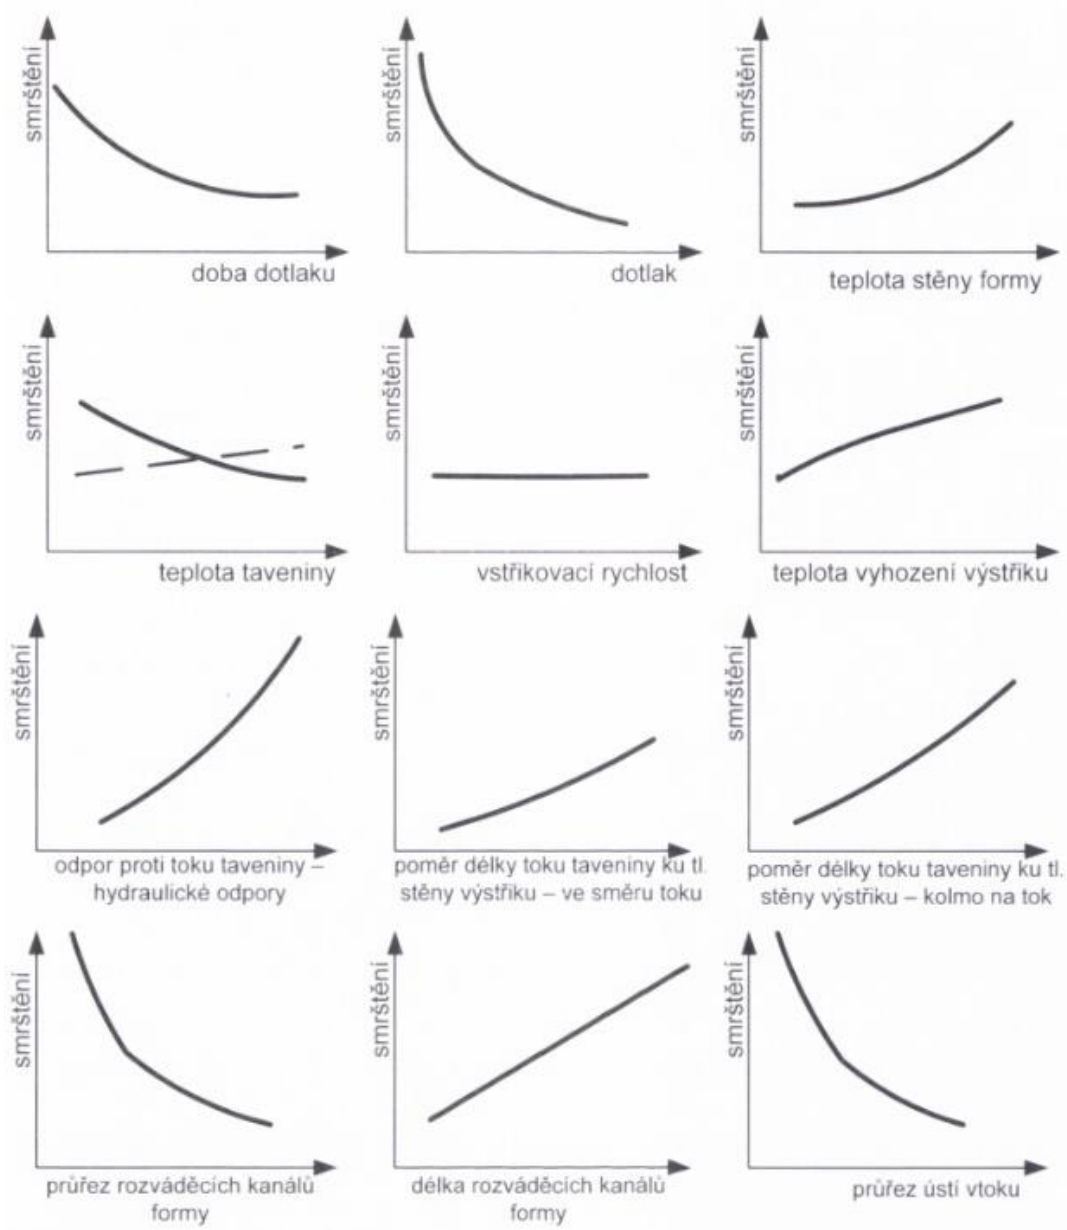 smrštění
doba dotlaku
smrštění
dotlak
smrštění
teplota stěny formy
smrštění
teplota taveniny
smrštění
vstřikovací rychlost
smrštění
teplota vyhození výstřiku
smrštění
odpor proti toku taveniny –
hydraulické odpory
smrštění
poměr délky toku taveniny ku tl.
stěny výstřiku – ve směru toku
smrštění
poměr délky toku taveniny ku tl.
stěny výstřiku – kolmo na tok
smrštění
průřez rozváděcích kanálů
formy
smrštění
délka rozváděcích kanálů
formy
smrštění
průřez ústí vtoku